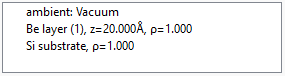 ambient: Vacuum
Be layer (1), z=20.000Å, ρ=1.000
Si substrate, ρ=1.000